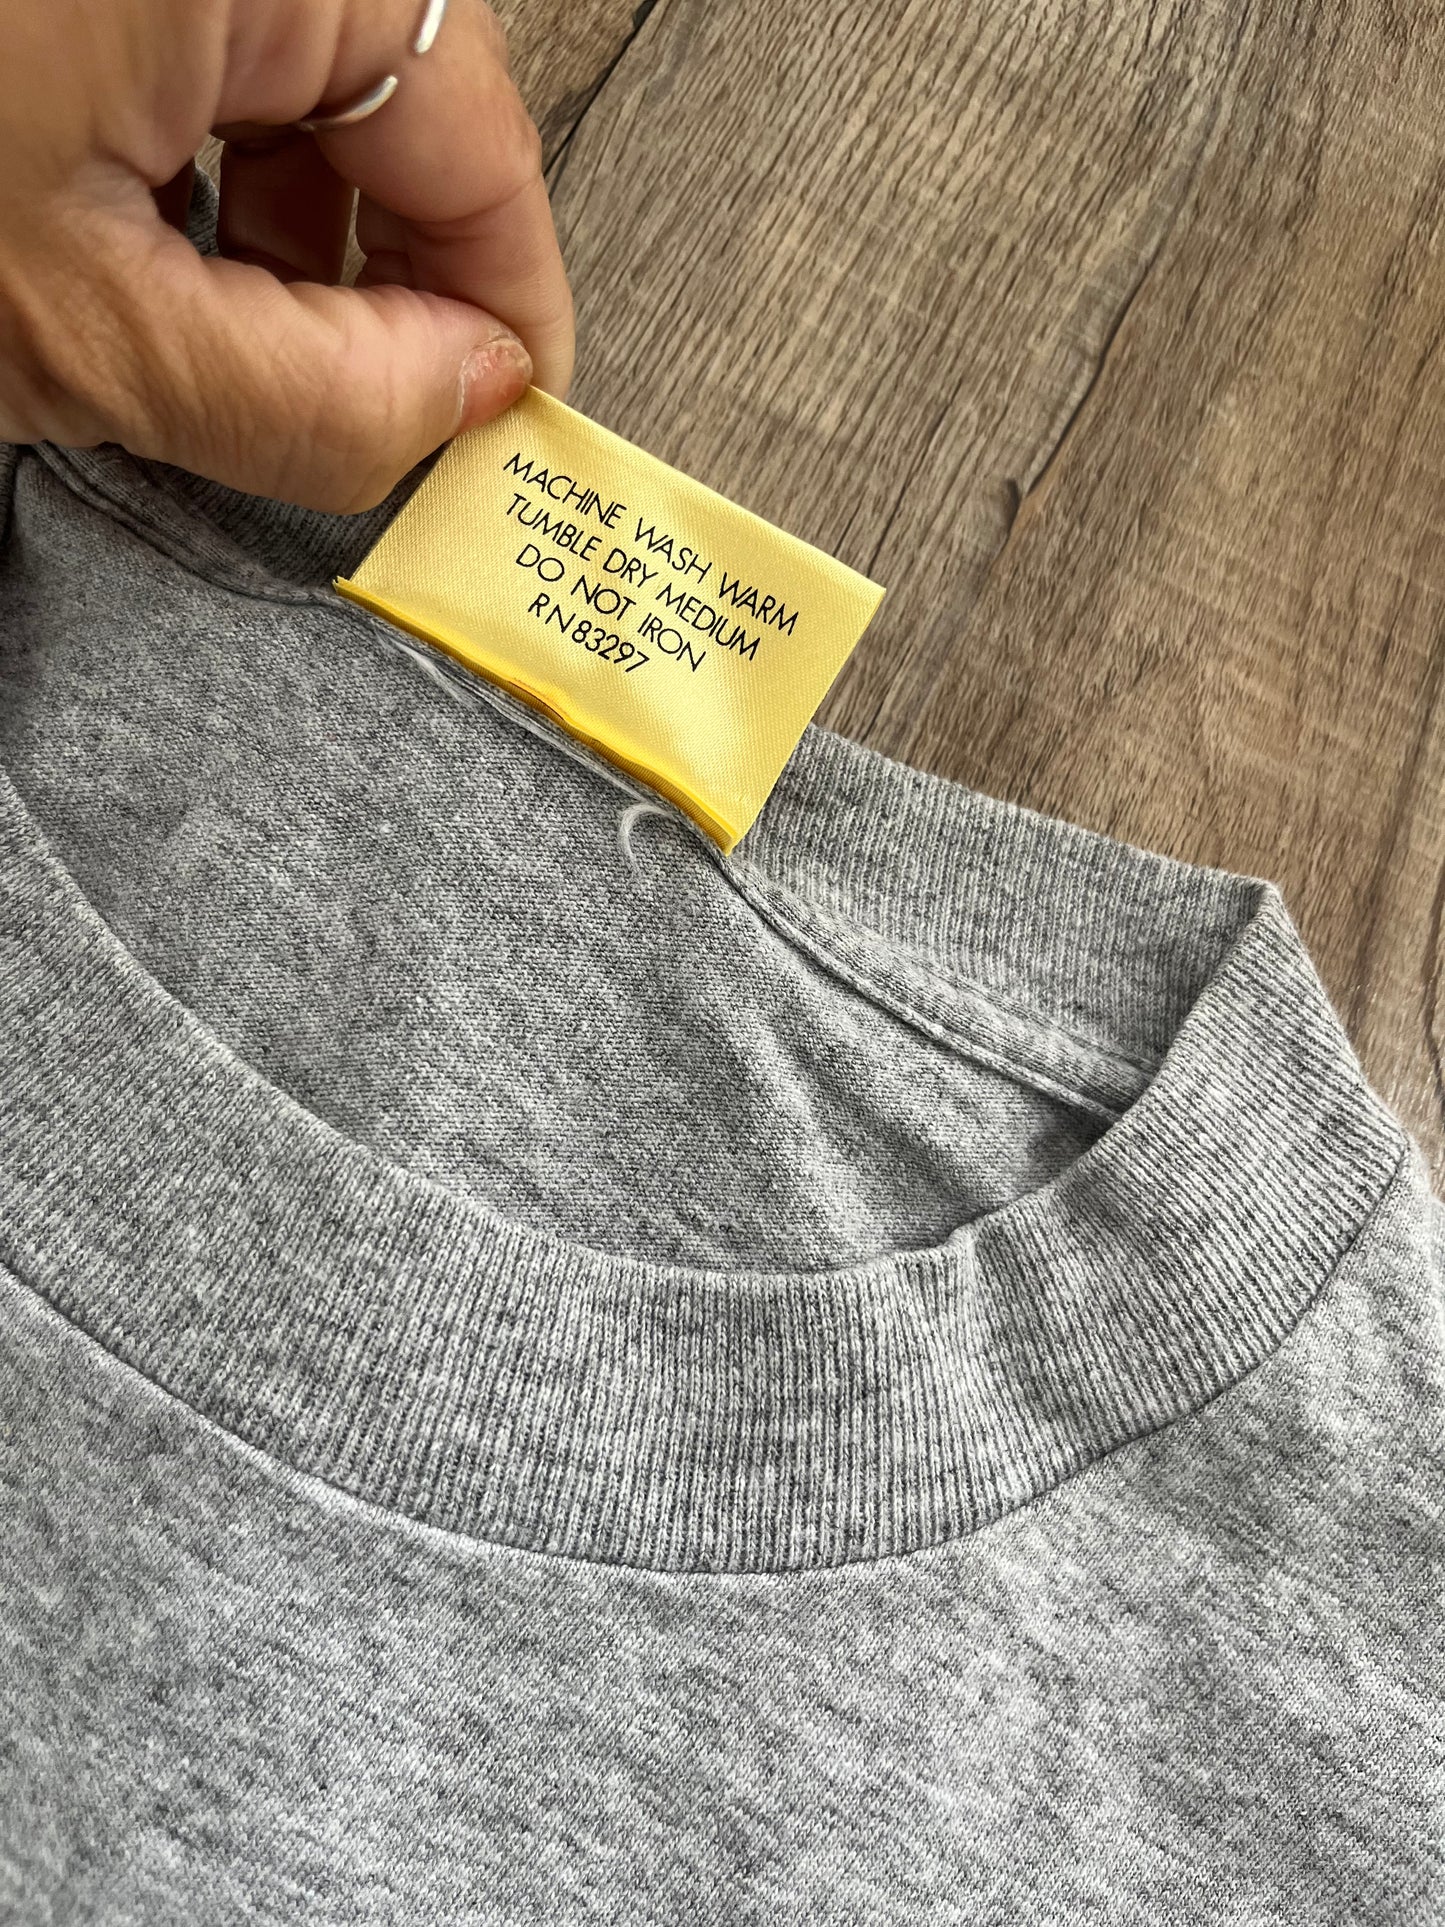 MACHINE WASH WARM
TUMBLE DRY MEDIUM
DO NOT IRON
RN83297